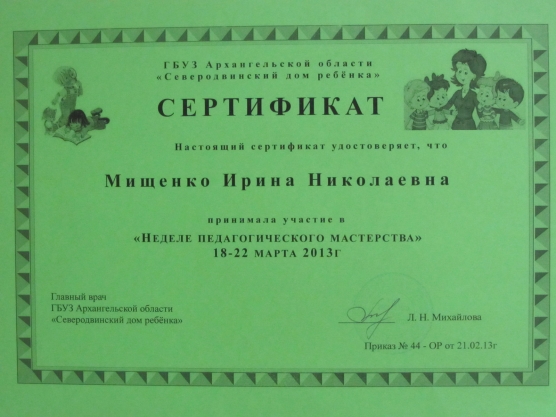 ГБУЗ Архангельской области
«Северодвинский дом ребёнка»
СЕРТИФИКАТ
Настоящий сертификат удостоверяет, что
Мищенко Ирина Николаевна
принимала участие в
«Неделе педагогического мастерства»
18-22 марта 2013г
Главный врач
ГБУЗ Архангельской области
«Северодвинский дом ребёнка»
Л. Н. Михайлова
Приказ № 44 - ОР от 21.02.13г